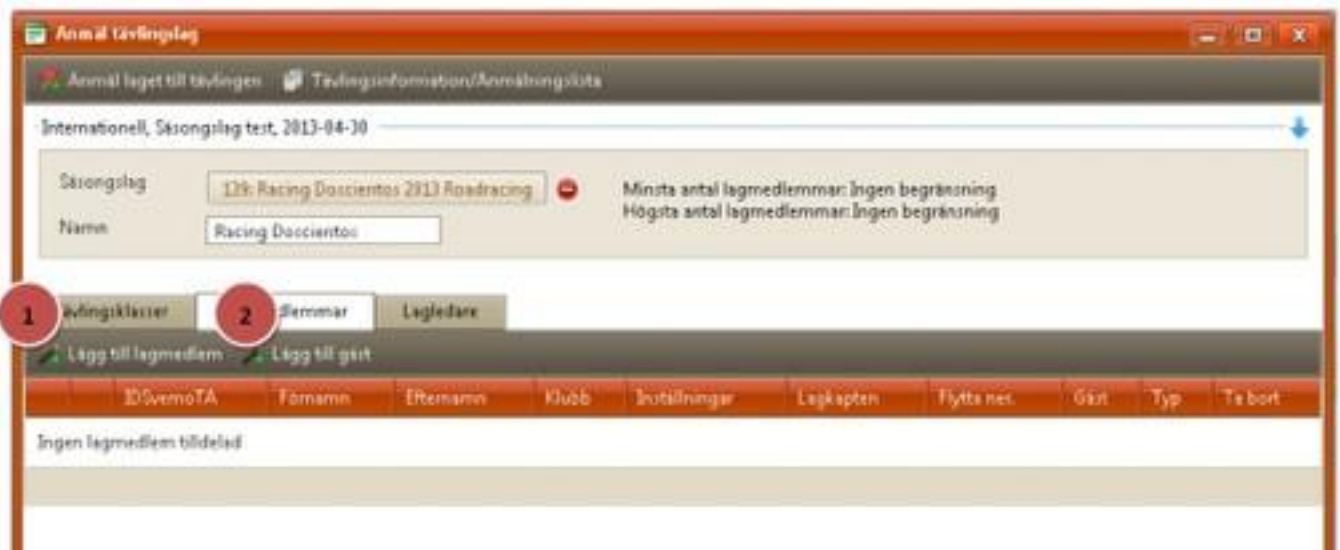 Anmäl tävlingslag
Anmäl laget till tävlingen Tävlingsinformation/Anmälningslista
Internationell, Säsongslag test, 2013-04-30
Säsongslag 139: Racing Doscientos 2013 Roadracing Minsta antal lagmedlemmar: Ingen begränsning
Högsta antal lagmedlemmar: Ingen begränsning
Namn Racing Doscientos
1 ävlingsklasser 2 dlemmar Lagledare
Lägg till lagmedlem Lägg till gäst
IDSvemoTA Förnamn Efternamn Klubb Inställningar Lagkapten Flytta ner. Gäst Typ Ta bort
Ingen lagmedlem tilldelad